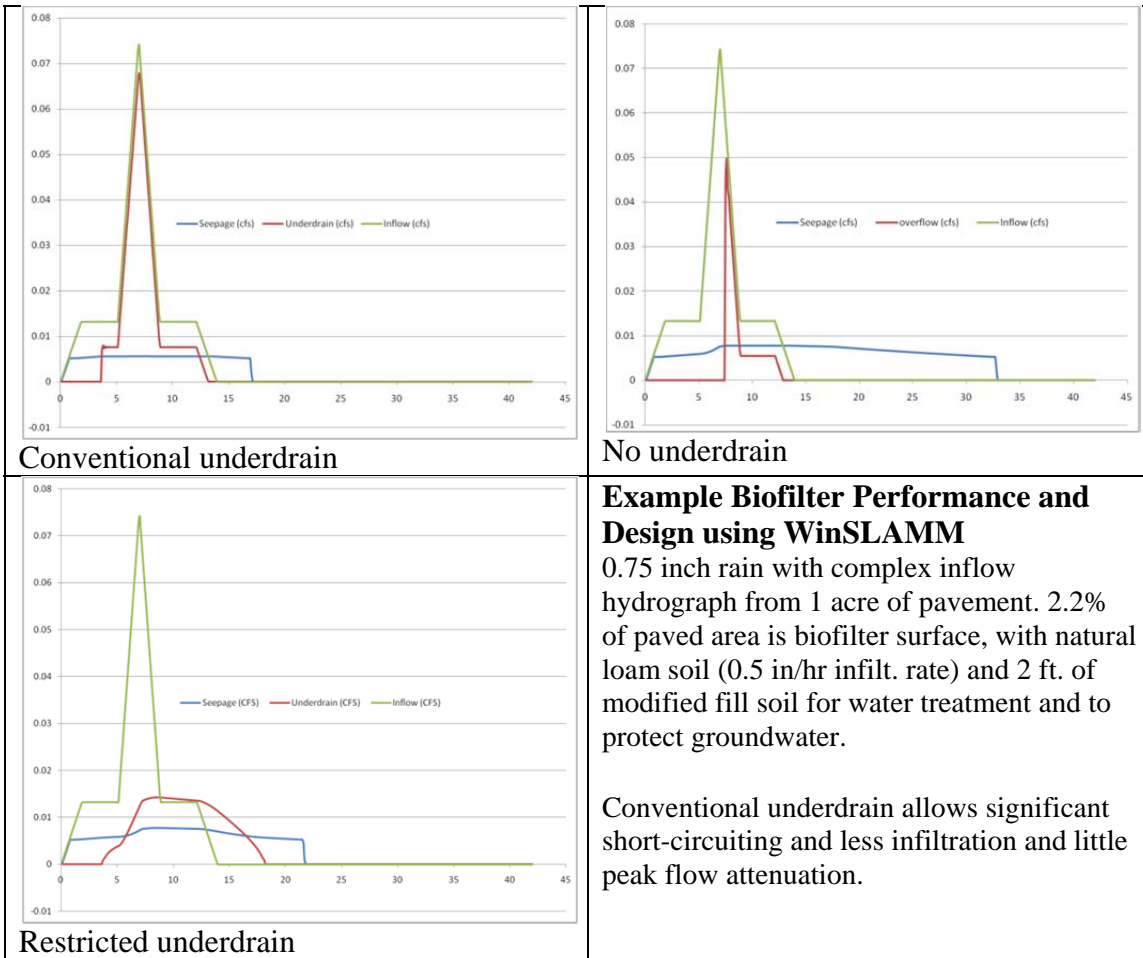 0.08
0.07
0.06
0.05
0.04
0.03
0.02
0.01
0
-0.01
0 5 10 15 20 25 30 35 40 45
Seepage (cfs) Underdrain (cfs) Inflow (cfs)
Conventional underdrain
0.08
0.07
0.06
0.05
0.04
0.03
0.02
0.01
0
-0.01
0 5 10 15 20 25 30 35 40 45
Seepage (cfs) overflow (cfs) Inflow (cfs)
No underdrain
0.08
0.07
0.06
0.05
0.04
0.03
0.02
0.01
0
-0.01
0 5 10 15 20 25 30 35 40 45
Seepage (CFS) Underdrain (CFS) Inflow (CFS)
Restricted underdrain
Example Biofilter Performance and
Design using WinSLAMM
0.75 inch rain with complex inflow
hydrograph from 1 acre of pavement. 2.2%
of paved area is biofilter surface, with natural
loam soil (0.5 in/hr infilt. rate) and 2 ft. of
modified fill soil for water treatment and to
protect groundwater.
Conventional underdrain allows significant
short-circuiting and less infiltration and little
peak flow attenuation.